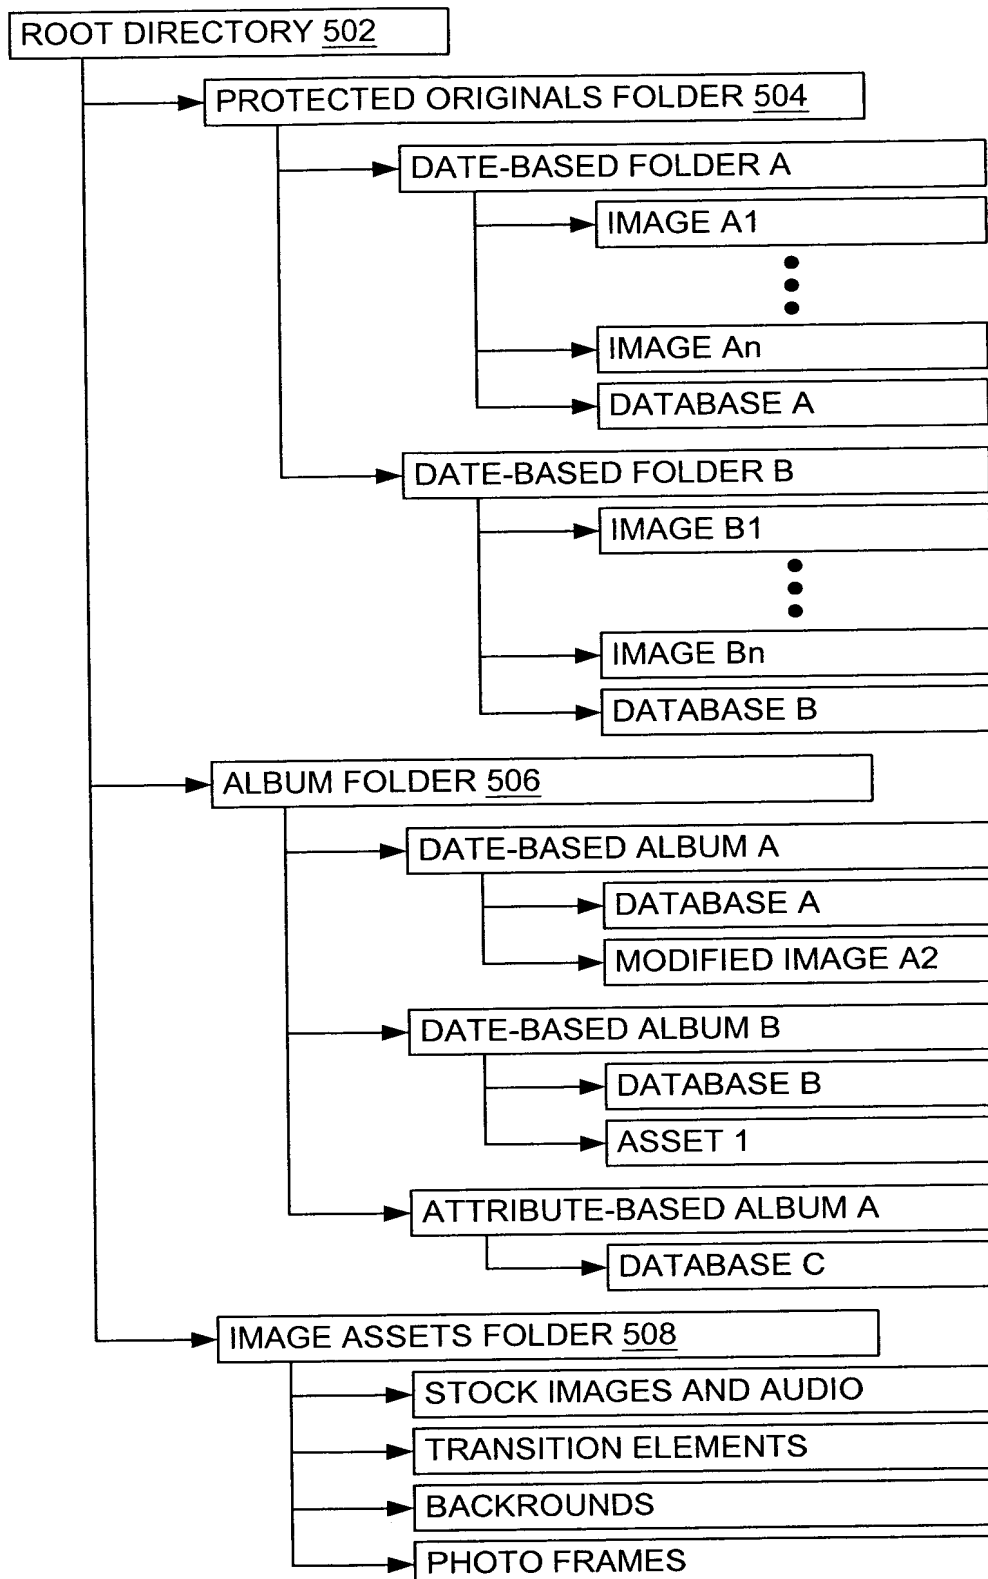 ROOT DIRECTORY 502
PROTECTED ORIGINALS FOLDER 504
DATE-BASED FOLDER A
IMAGE A1
IMAGE An
DATABASE A
DATE-BASED FOLDER B
IMAGE B1
IMAGE Bn
DATABASE B
ALBUM FOLDER 506
DATE-BASED ALBUM A
DATABASE A
MODIFIED IMAGE A2
DATE-BASED ALBUM B
DATABASE B
ASSET 1
ATTRIBUTE-BASED ALBUM A
DATABASE C
IMAGE ASSETS FOLDER 508
STOCK IMAGES AND AUDIO
TRANSITION ELEMENTS
BACKROUNDS
PHOTO FRAMES